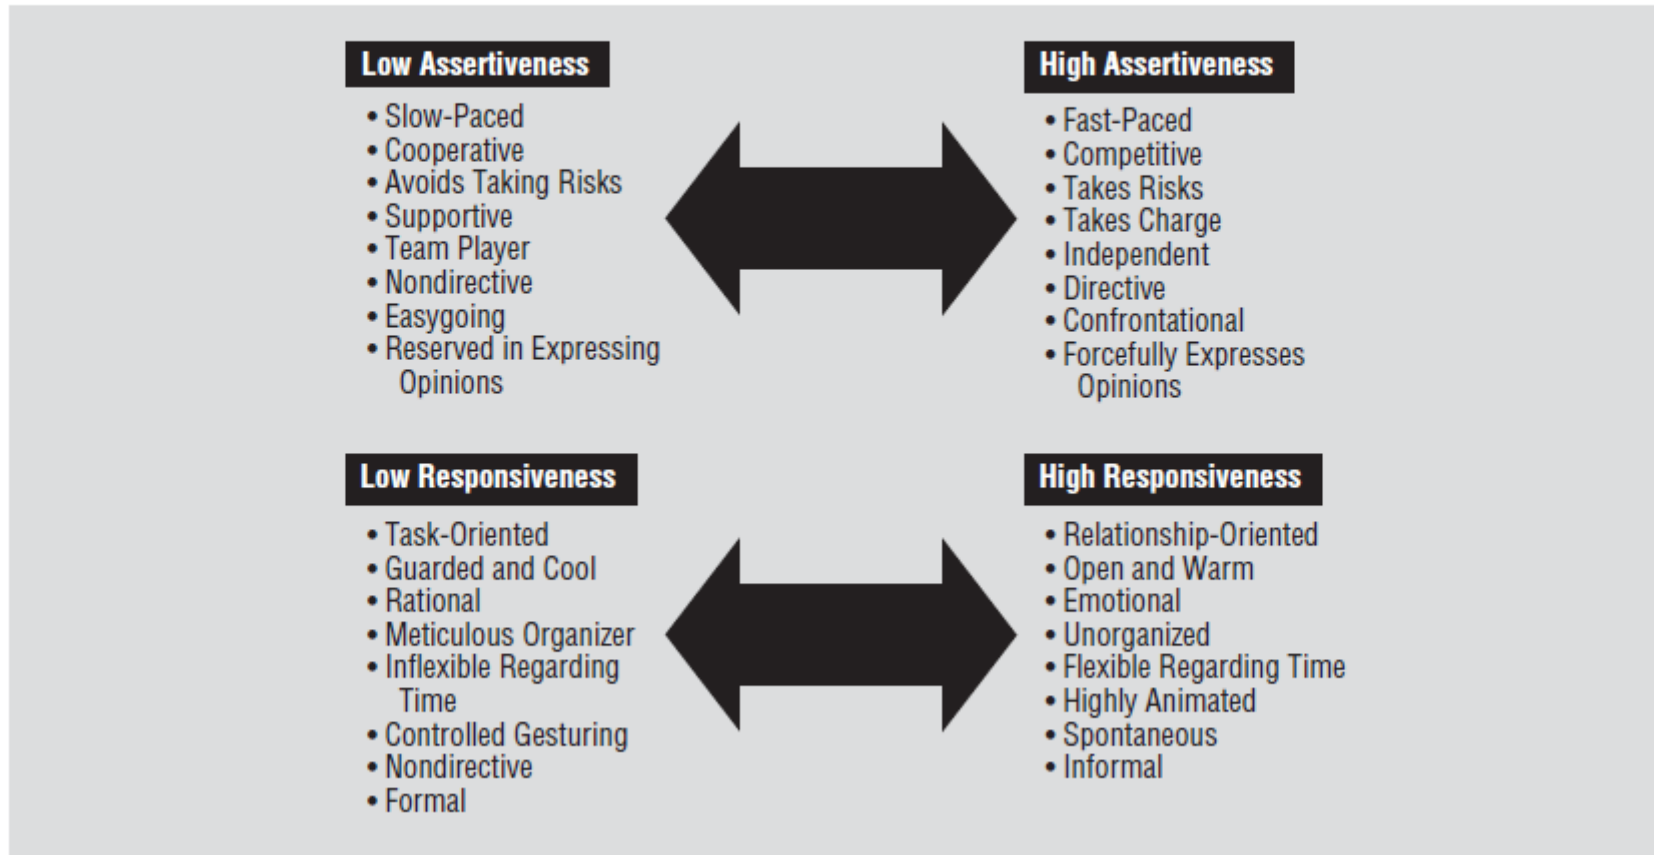 Low Assertiveness
• Slow-Paced
• Cooperative
• Avoids Taking Risks
• Supportive
• Team Player
• Nondirective
• Easygoing
• Reserved in Expressing
Opinions
High Assertiveness
• Fast-Paced
• Competitive
• Takes Risks
• Takes Charge
• Independent
• Directive
• Confrontational
• Forcefully Expresses
Opinions
Low Responsiveness
• Task-Oriented
• Guarded and Cool
• Rational
• Meticulous Organizer
• Inflexible Regarding
Time
• Controlled Gesturing
• Nondirective
• Formal
High Responsiveness
• Relationship-Oriented
• Open and Warm
• Emotional
• Unorganized
• Flexible Regarding Time
• Highly Animated
• Spontaneous
• Informal